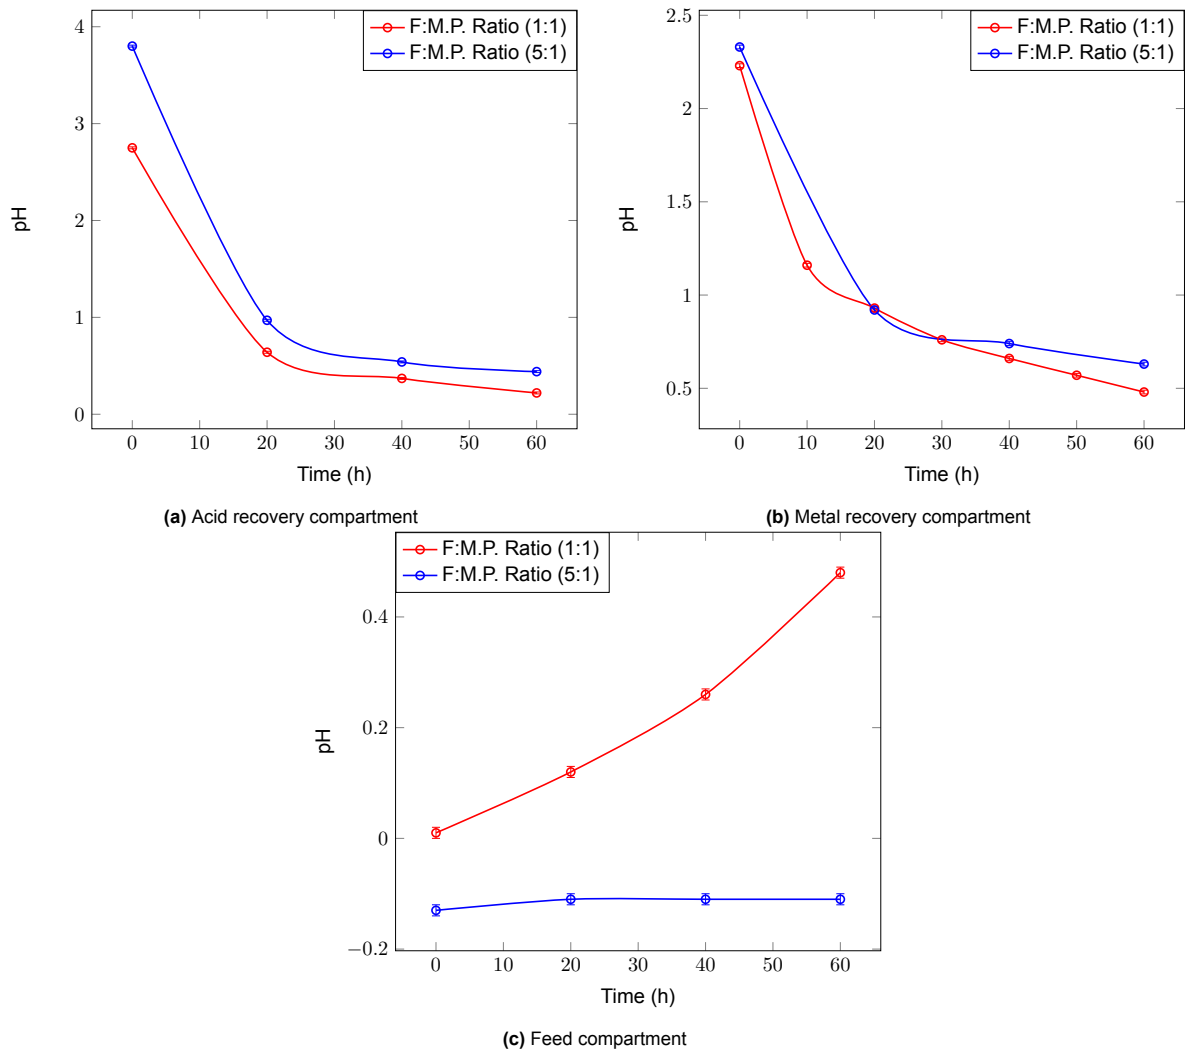 F:M.P. Ratio (1:1)
F:M.P. Ratio (5:1)
4
3
2
1
0
pH
0 10 20 30 40 50 60
Time (h)
(a) Acid recovery compartment
F:M.P. Ratio (1:1)
F:M.P. Ratio (5:1)
2.5
2
1.5
1
0.5
pH
0 10 20 30 40 50 60
Time (h)
(b) Metal recovery compartment
F:M.P. Ratio (1:1)
F:M.P. Ratio (5:1)
0.4
0.2
0
−0.2
pH
0 10 20 30 40 50 60
Time (h)
(c) Feed compartment